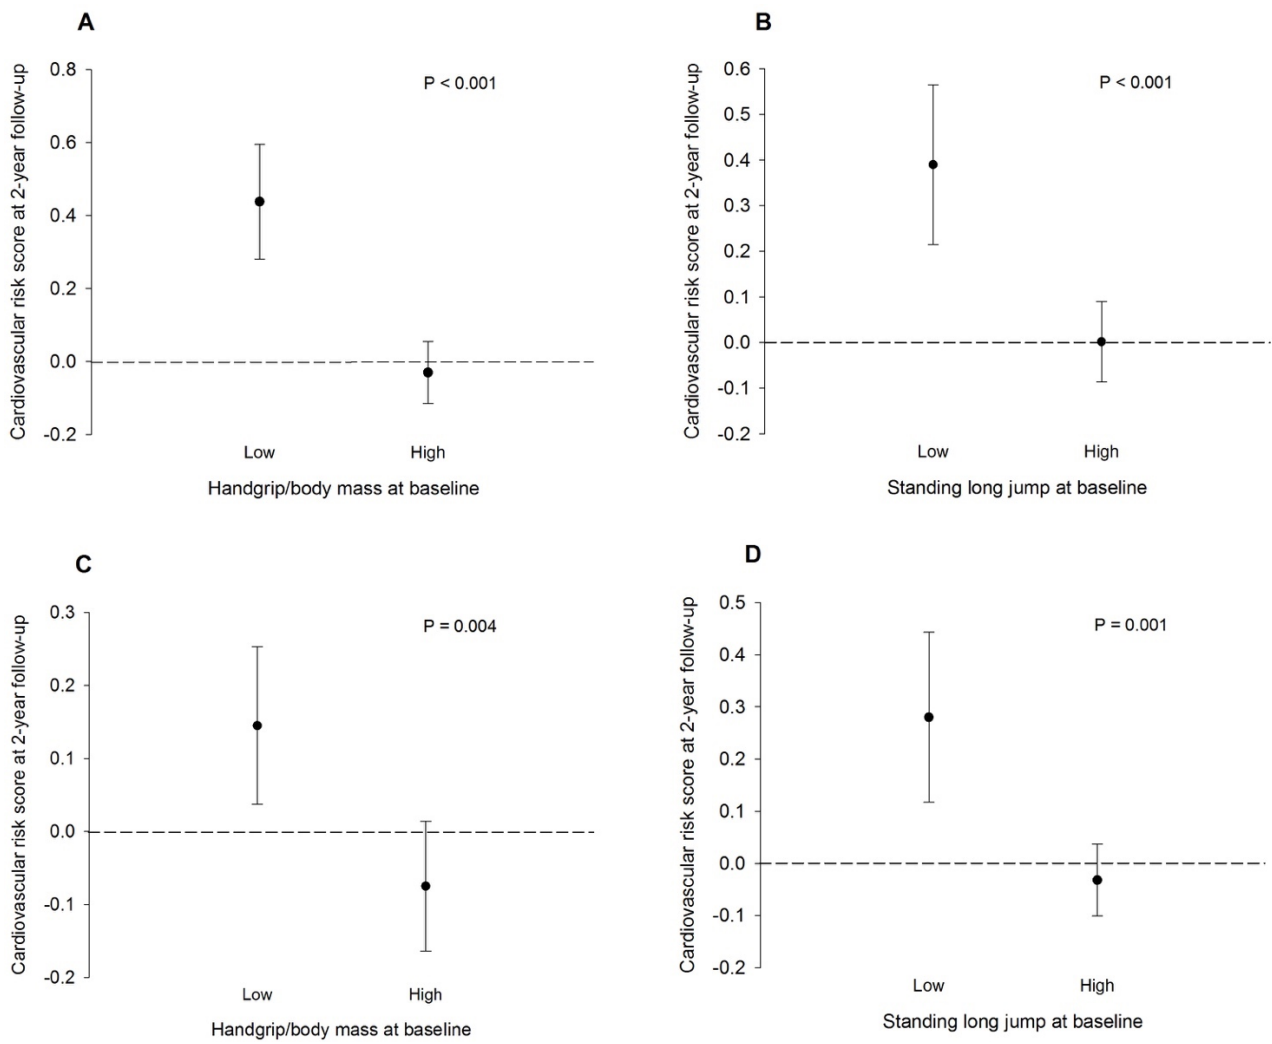 A
Cardiovascular risk score at 2-year follow-up
0.8
0.6
0.4
0.2
0.0
-0.2
P < 0.001
Low
High
Handgrip/body mass at baseline
B
Cardiovascular risk score at 2-year follow-up
0.6
0.5
0.4
0.3
0.2
0.1
0.0
-0.1
-0.2
P < 0.001
Low
High
Standing long jump at baseline
C
Cardiovascular risk score at 2-year follow-up
0.3
0.2
0.1
0.0
-0.1
-0.2
P = 0.004
Low
High
Handgrip/body mass at baseline
D
Cardiovascular risk score at 2-year follow-up
0.5
0.4
0.3
0.2
0.1
0.0
-0.1
-0.2
P = 0.001
Low
High
Standing long jump at baseline